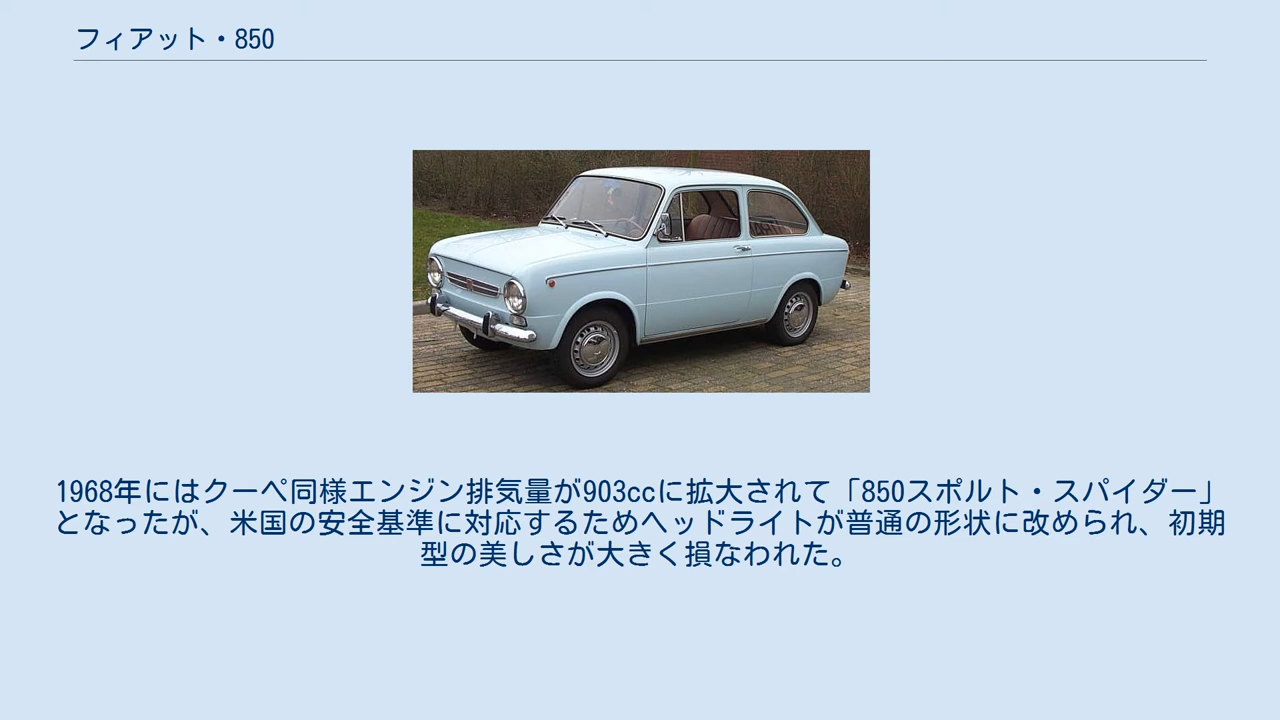 フィアット・850
1968年にはクーペ同様エンジン排気量が903ccに拡大されて「850スポルト・スパイダー」
となったが、米国の安全基準に対応するためヘッドライトが普通の形状に改められ、初期
型の美しさが大きく損なわれた。